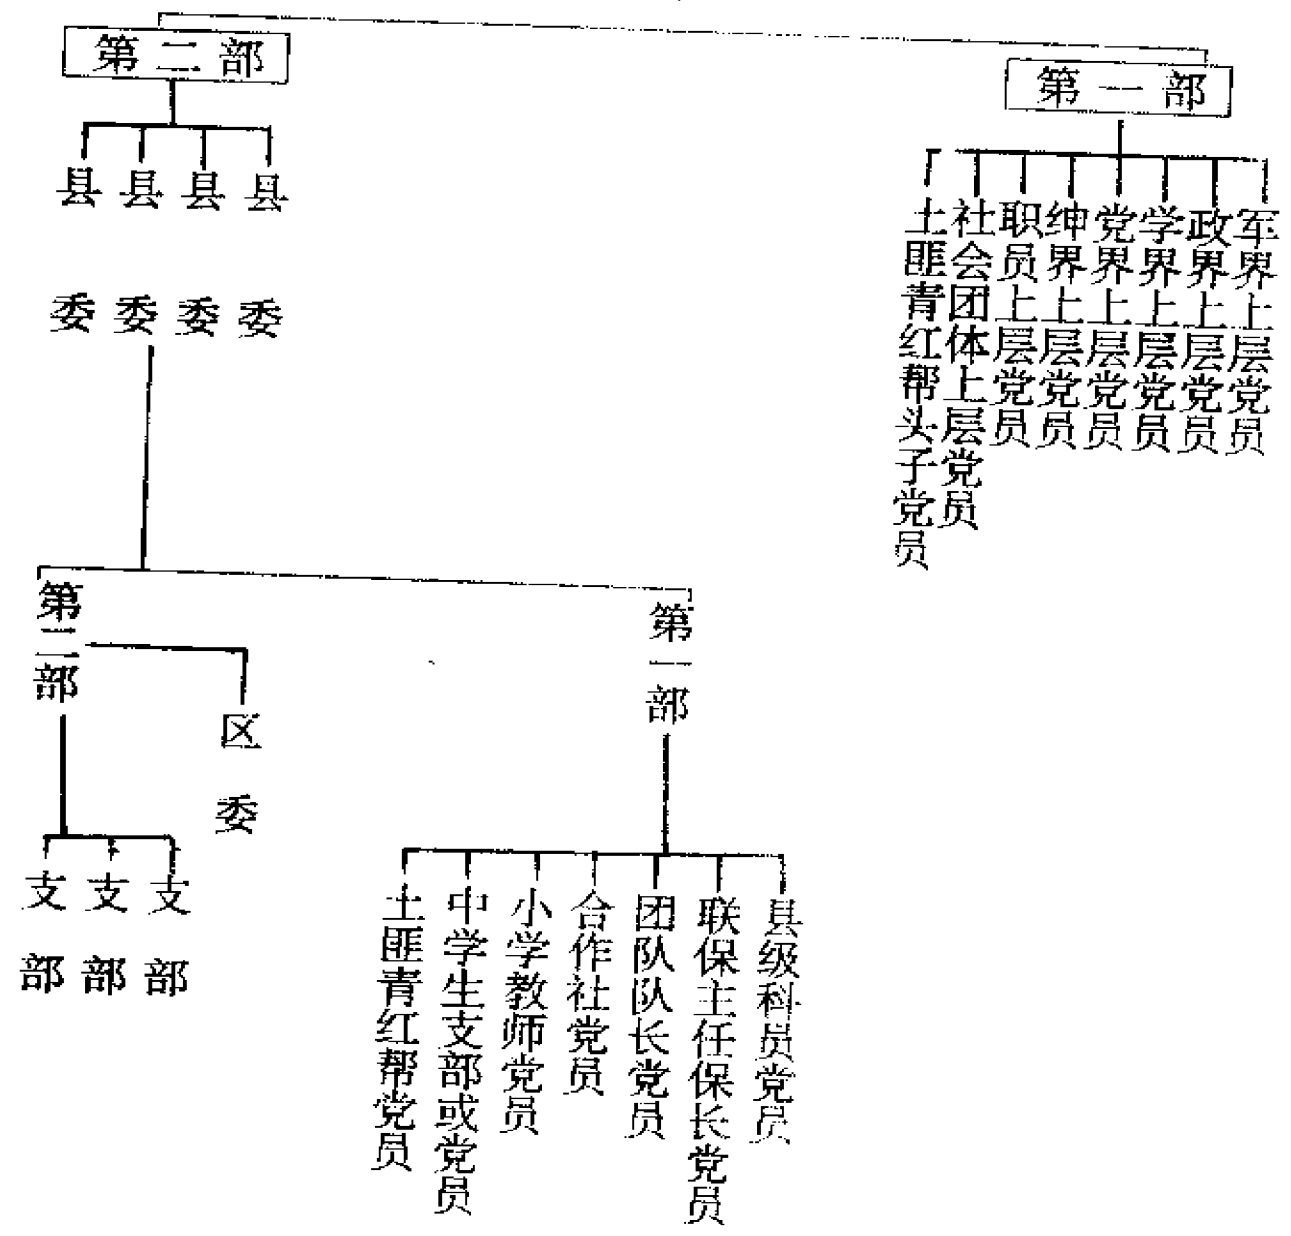 第二部
第一部
县委
县委
县委
县委
土匪青红帮头子党员
社会团体上层党员
职员上层党员
绅界上层党员
党界上层党员
学界上层党员
政界上层党员
军界上层党员
第二部
第一部
区委
支部
支部
支部
土匪青红帮党员
中学生支部或党员
小学教师党员
合作社党员
团队队长党员
联保主任保长党员
县级科员党员